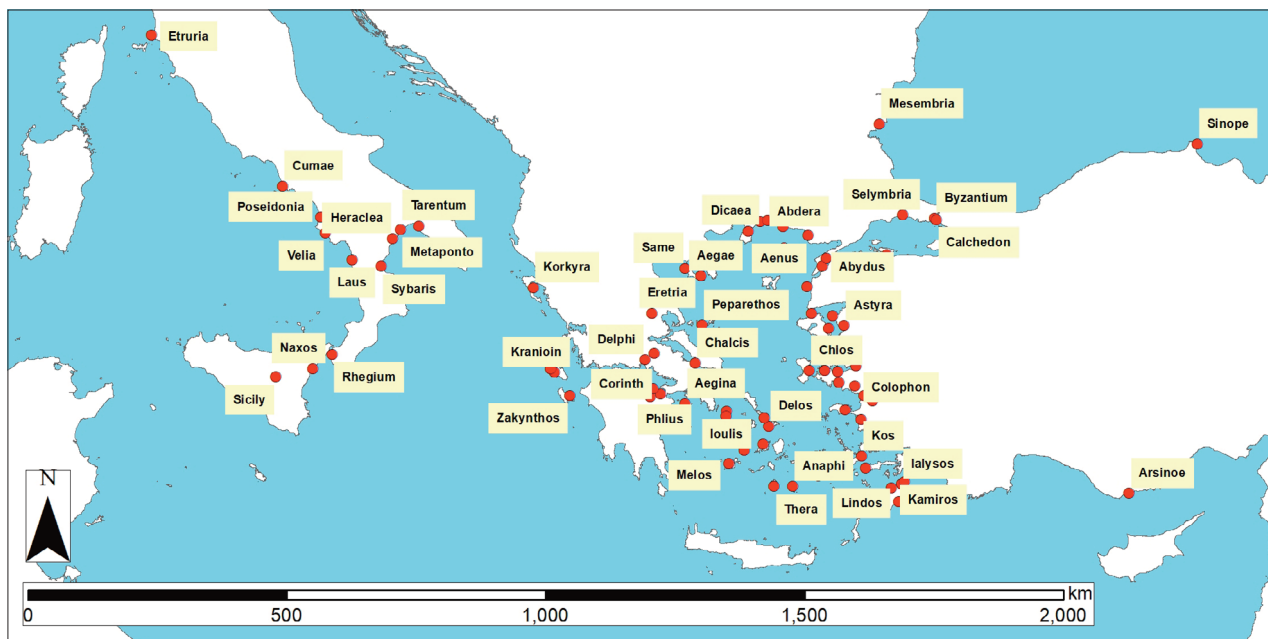 Etruria
Mesembria
Sinope
Cumae
Poseidonia
Heraclea
Tarentum
Selymbria
Byzantium
Dicaea
Abdera
Velia
Metaponto
Calchedon
Same
Aegae
Aenus
Abydus
Laus
Sybaris
Korkyra
Eretria
Peparethos
Astyra
Naxos
Delphi
Chalcis
Chlos
Kranioin
Rhegium
Sicily
Corinth
Aegina
Colophon
Zakynthos
Phlius
Delos
Ioulis
Kos
Melos
Anaphi
Ialysos
Arsinoe
Thera
Lindos
Kamiros
N
km
0
500
1,000
1,500
2,000